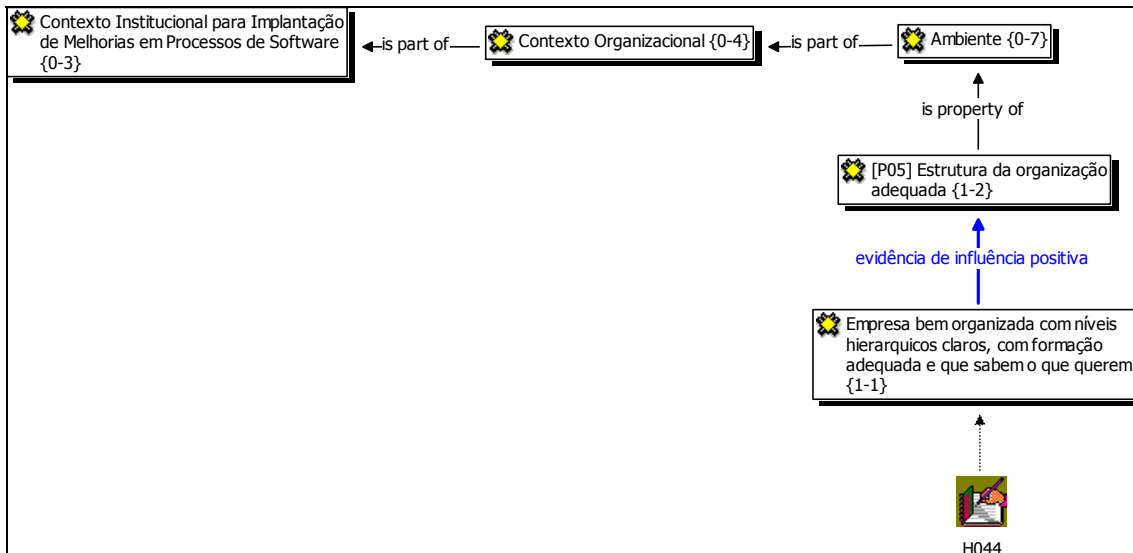 Contexto Institucional para Implantação
de Melhorias em Processos de Software
{0-3}
is part of
Contexto Organizacional {0-4}
is part of
Ambiente {0-7}
is property of
[P05] Estrutura da organização
adequada {1-2}
evidência de influência positiva
Empresa bem organizada com níveis
hierarquicos claros, com formação
adequada e que sabem o que querem
{1-1}
H044